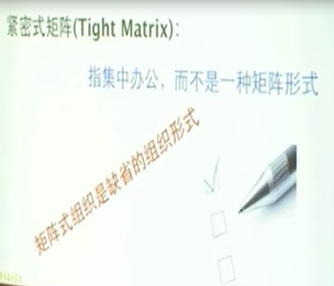 紧密式矩阵(Tight Matrix):
指集中办公，而不是一种矩阵形式
矩阵式组织是缺省的组织形式